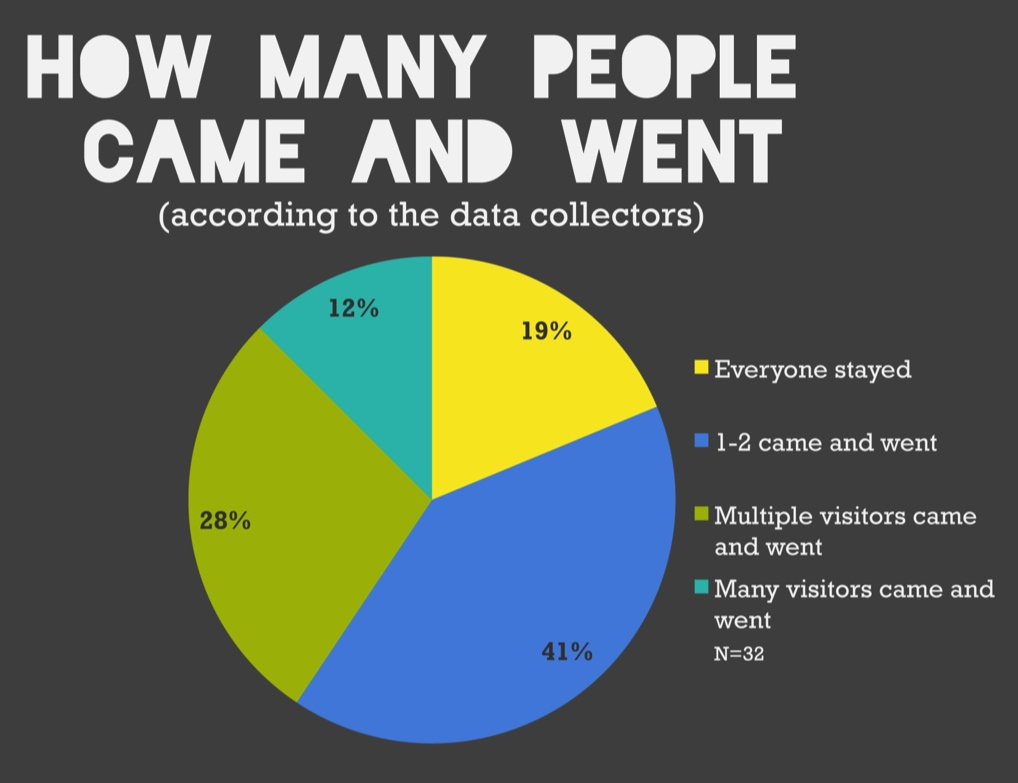 HOW MANY PEOPLE
CAME AND WENT
(according to the data collectors)
12%
19%
28%
41%
Everyone stayed
1-2 came and went
Multiple visitors came
and went
Many visitors came and
went
N=32